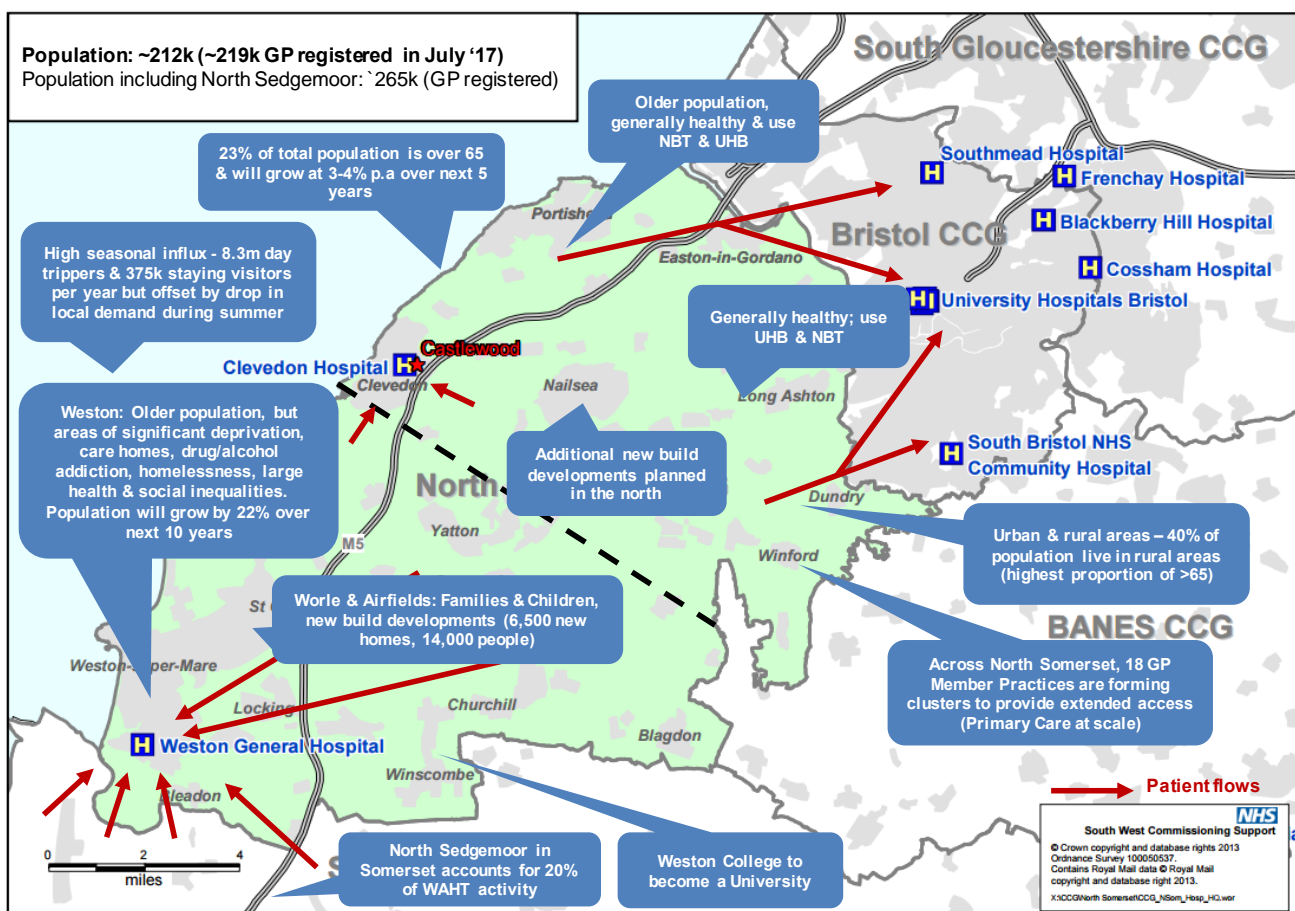 Population: ~212k (~219k GP registered in July ‘17)
Population including North Sedgemoor: `265k (GP registered)
South Gloucestershire CCG
Older population,
generally healthy & use
NBT & UHB
23% of total population is over 65
& will grow at 3-4% p.a over next 5
years
Southmead Hospital
Frenchay Hospital
Blackberry Hill Hospital
Bristol CCG
Cossham Hospital
University Hospitals Bristol
Easton-in-Gordano
High seasonal influx - 8.3m day
trippers & 375k staying visitors
per year but offset by drop in
local demand during summer
Generally healthy; use
UHB & NBT
Castlewood
Clevedon Hospital
Clevedon
Nailsea
Long Ashton
Weston: Older population, but
areas of significant deprivation,
care homes, drug/alcohol
addiction, homelessness, large
health & social inequalities.
Population will grow by 22% over
next 10 years
Additional new build
developments planned
in the north
South Bristol NHS
Community Hospital
North
Dundry
Yatton
M5
Winford
Urban & rural areas – 40% of
population live in rural areas
(highest proportion of >65)
Worle & Airfields: Families & Children,
new build developments (6,500 new
homes, 14,000 people)
BANES CCG
Weston-super-Mare
Locking
Churchill
Across North Somerset, 18 GP
Member Practices are forming
clusters to provide extended access
(Primary Care at scale)
Blagdon
Weston General Hospital
Winscombe
Bleadon
Patient flows
0 2 4
miles
North Sedgemoor in
Somerset accounts for 20%
of WAHT activity
Weston College to
become a University
NHS
South West Commissioning Support
© Crown copyright and database rights 2013
Ordnance Survey 100050537.
Contains Royal Mail data © Royal Mail
copyright and database right 2013.